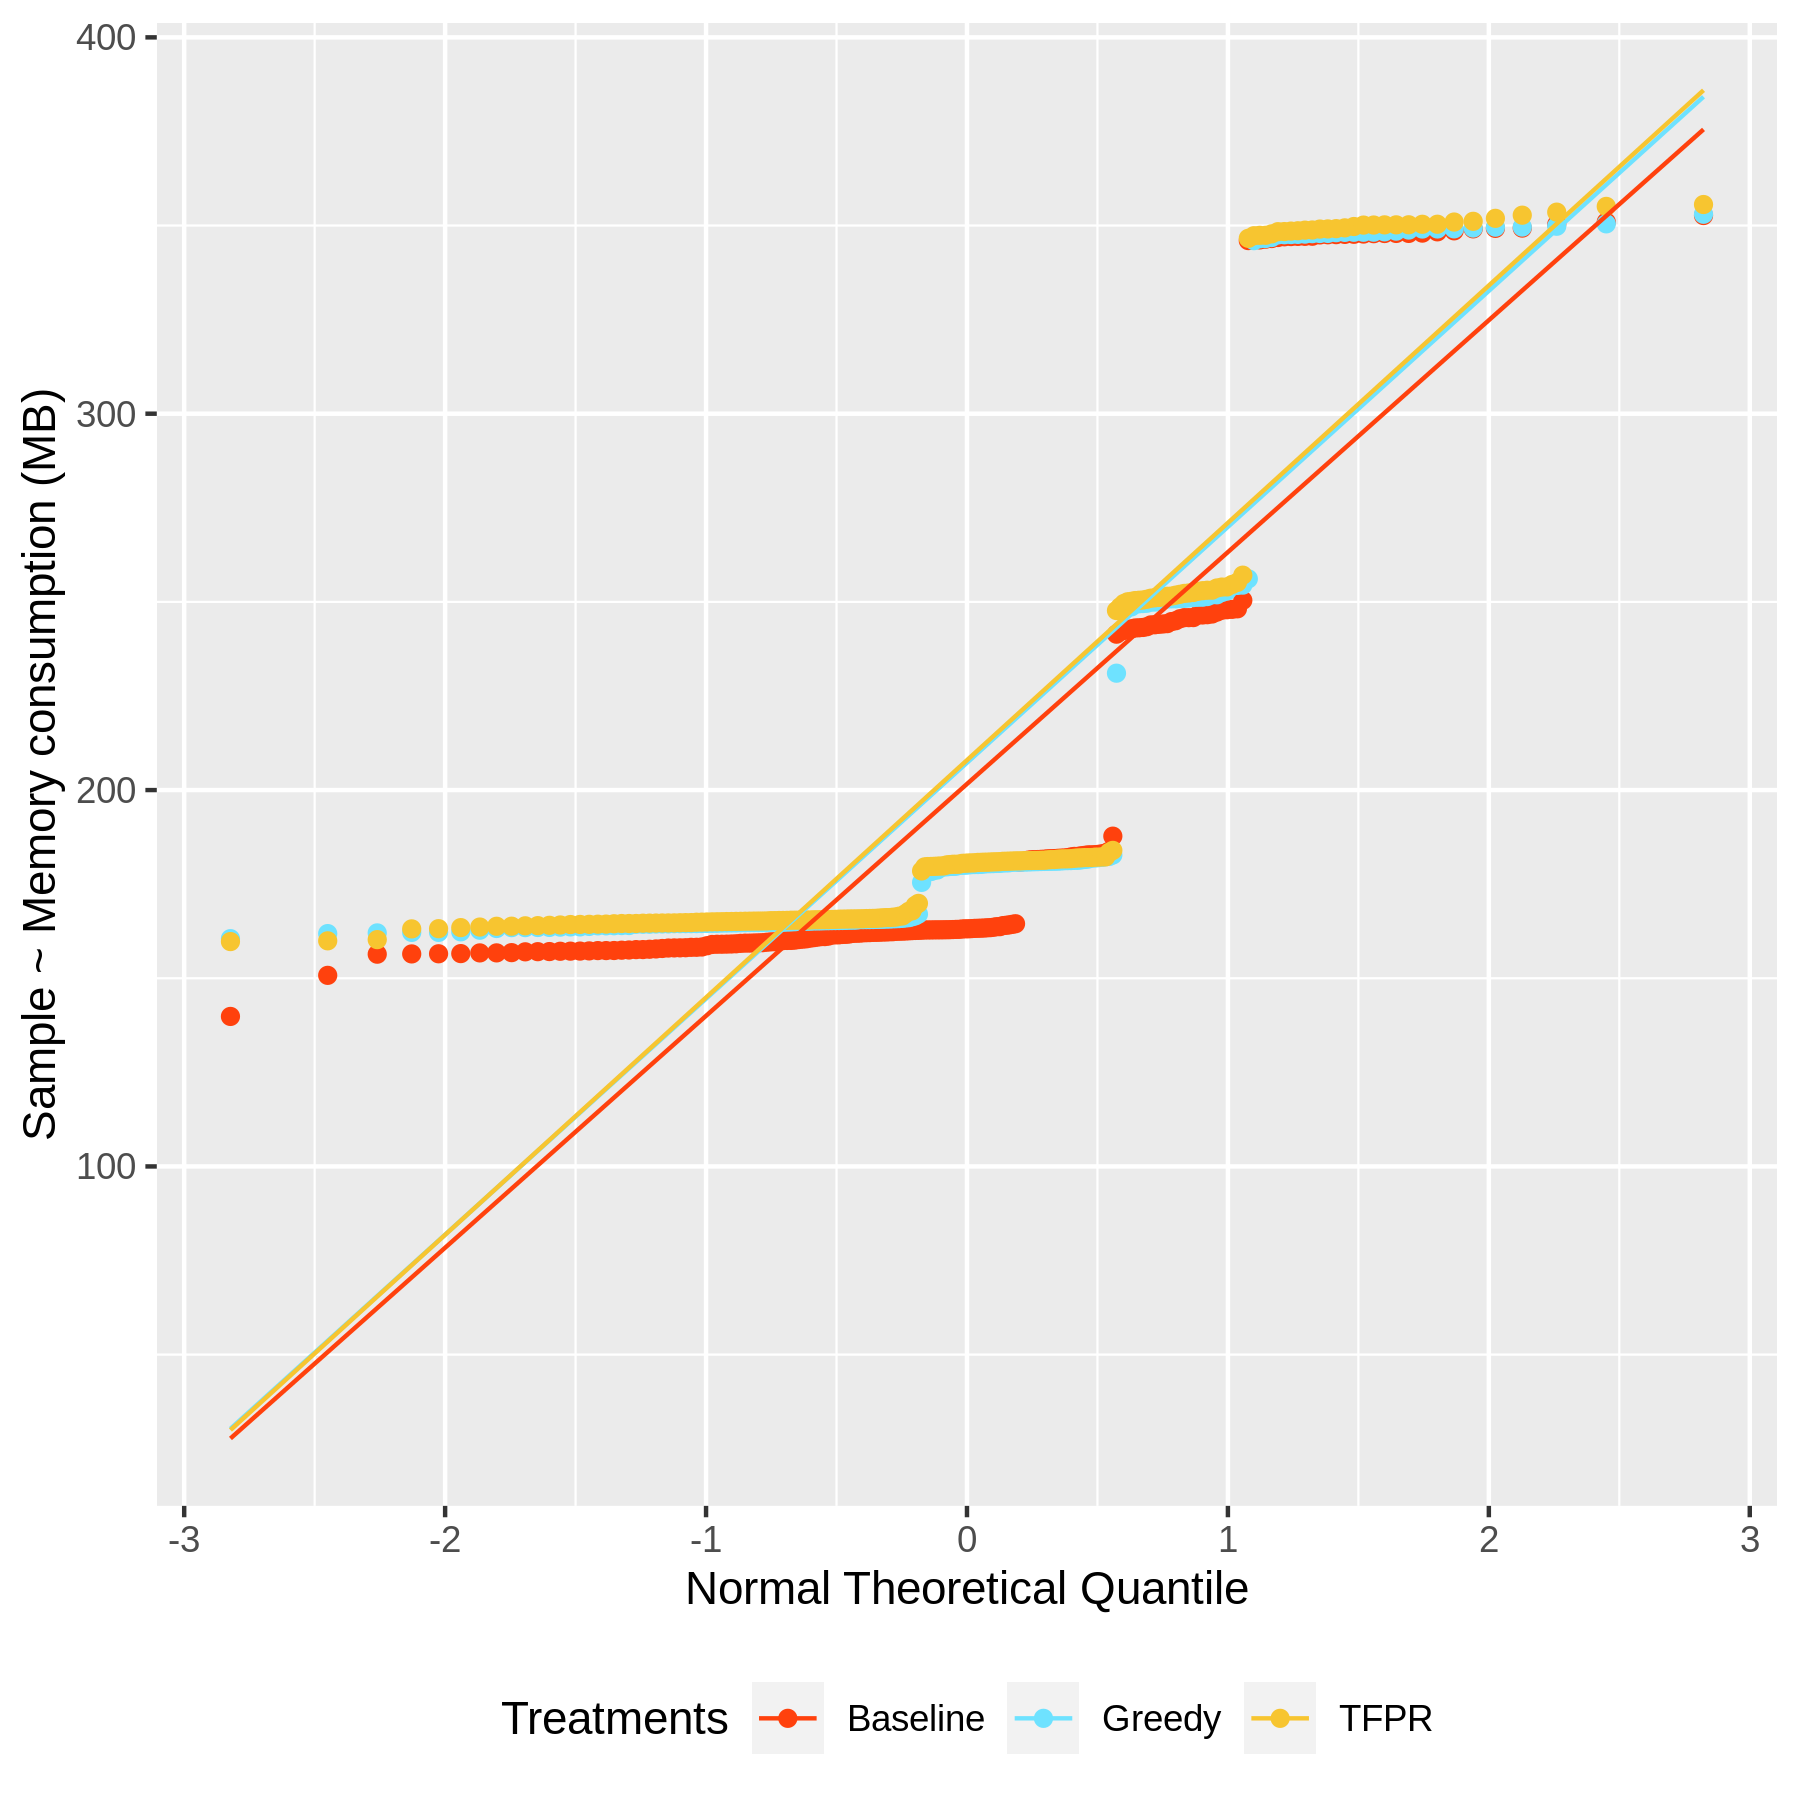 400
300
200
100
Sample ~ Memory consumption (MB)
-3 -2 -1 0 1 2 3
Normal Theoretical Quantile
Treatments Baseline Greedy TFPR